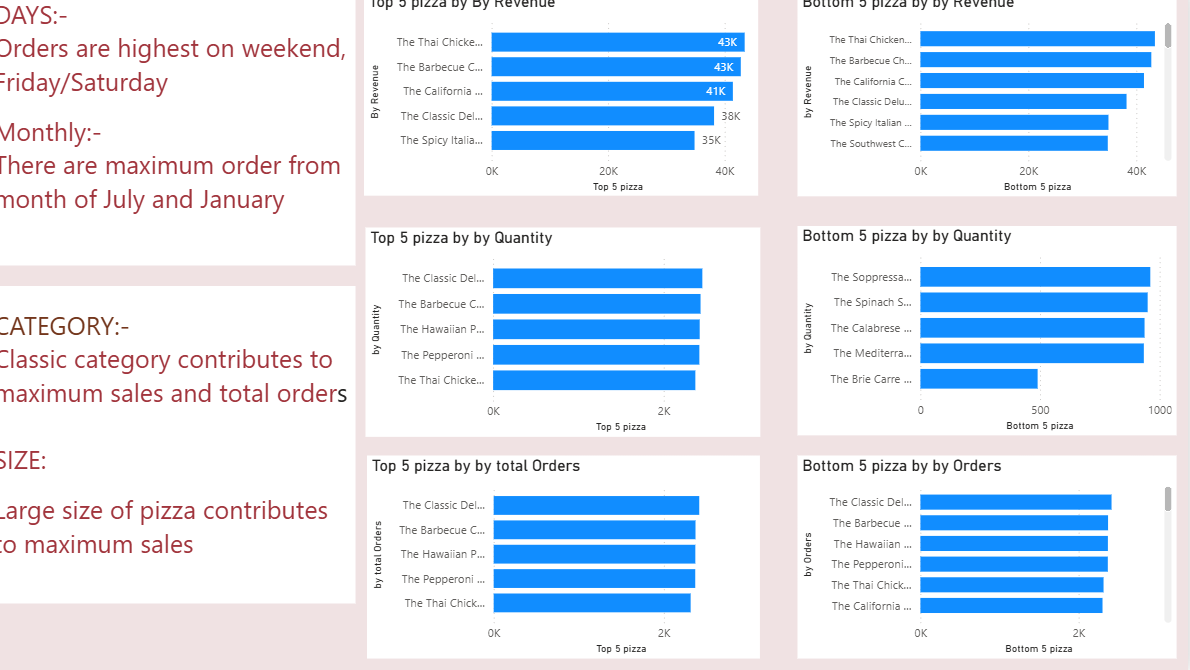 DAYS:-
Orders are highest on weekend,
Friday/Saturday
Monthly:-
There are maximum order from
month of July and January
CATEGORY:-
Classic category contributes to
maximum sales and total orders
SIZE:
Large size of pizza contributes
to maximum sales
Top 5 pizza by By Revenue
By Revenue
The Thai Chicke... 43K
The Barbecue C... 43K
The California ... 41K
The Classic Del... 38K
The Spicy Italia... 35K
0K 20K 40K
Top 5 pizza
Bottom 5 pizza by by Revenue
by Revenue
The Thai Chicken...
The Barbecue Ch...
The California C...
The Classic Delu...
The Spicy Italian ...
The Southwest C...
0K 20K 40K
Bottom 5 pizza
Top 5 pizza by by Quantity
by Quantity
The Classic Del...
The Barbecue C...
The Hawaiian P...
The Pepperoni ...
The Thai Chicke...
0K 2K
Top 5 pizza
Bottom 5 pizza by by Quantity
by Quantity
The Soppressa...
The Spinach S...
The Calabrese ...
The Mediterra...
The Brie Carre ...
0 500 1000
Bottom 5 pizza
Top 5 pizza by by total Orders
by total Orders
The Classic Del...
The Barbecue C...
The Hawaiian P...
The Pepperoni ...
The Thai Chick...
0K 2K
Top 5 pizza
Bottom 5 pizza by by Orders
by Orders
The Classic Del...
The Barbecue ...
The Hawaiian ...
The Pepperoni...
The Thai Chick...
The California ...
0K 2K
Bottom 5 pizza